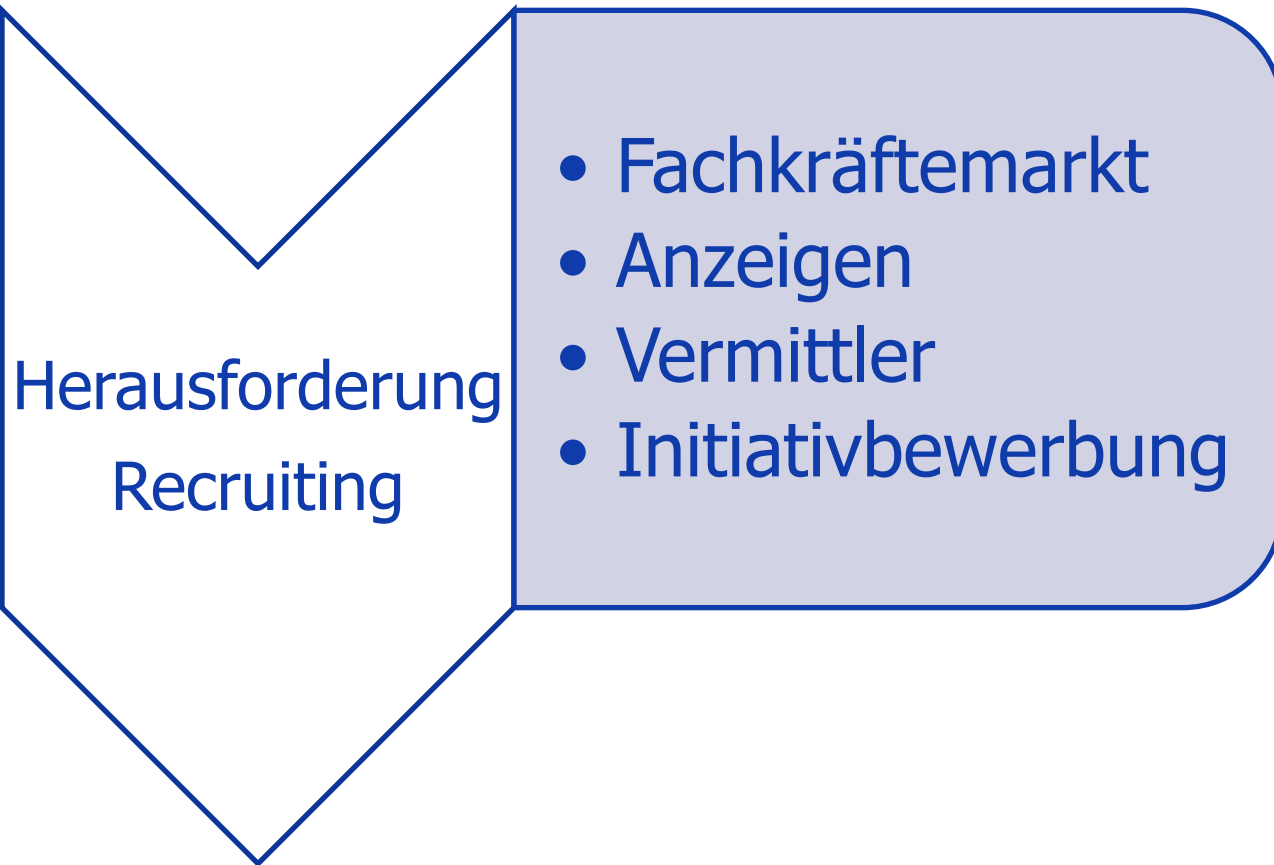 Herausforderung
Recruiting
• Fachkräftemarkt
• Anzeigen
• Vermittler
• Initiativbewerbung